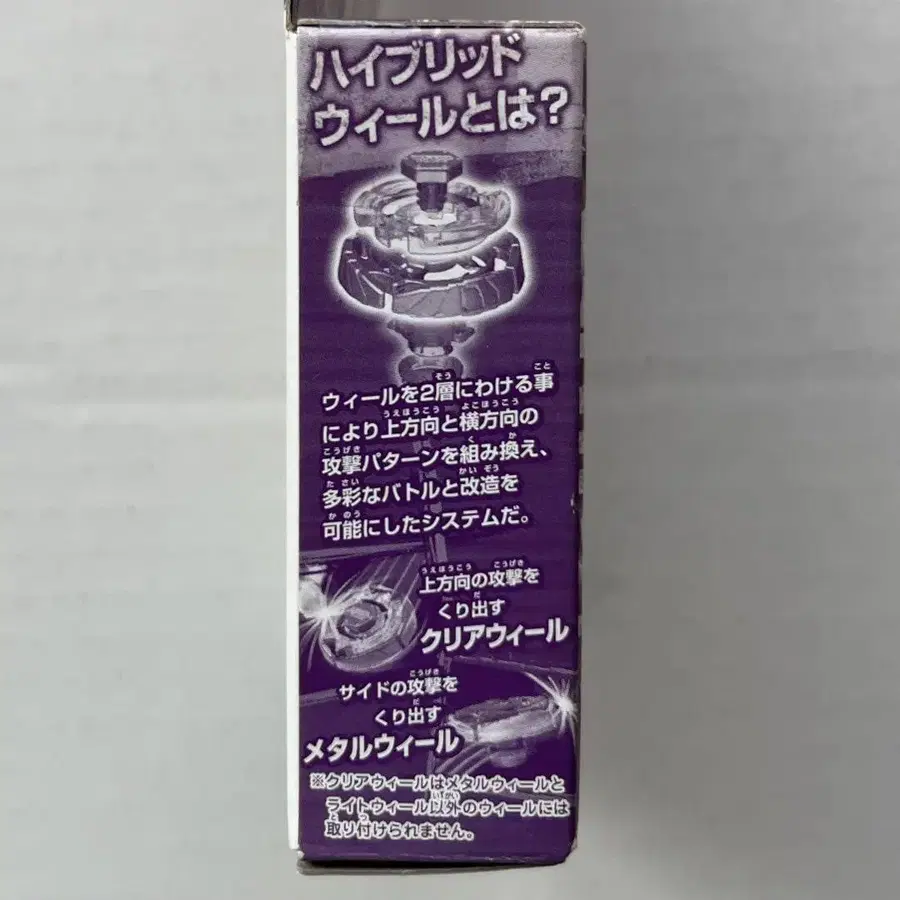 ハイブリッド
ウィールとは?
ウィールを2層にわける事
により上方向と横方向の
攻撃パターンを組み換え、
多彩なバトルと改造を
可能にしたシステムだ。
上方向の攻撃を
くり出す
クリアウィール
サイドの攻撃を
くり出す
メタルウィール
※クリアウィールはメタルウィールと
ライトウィール以外のウィールには
取り付けられません。